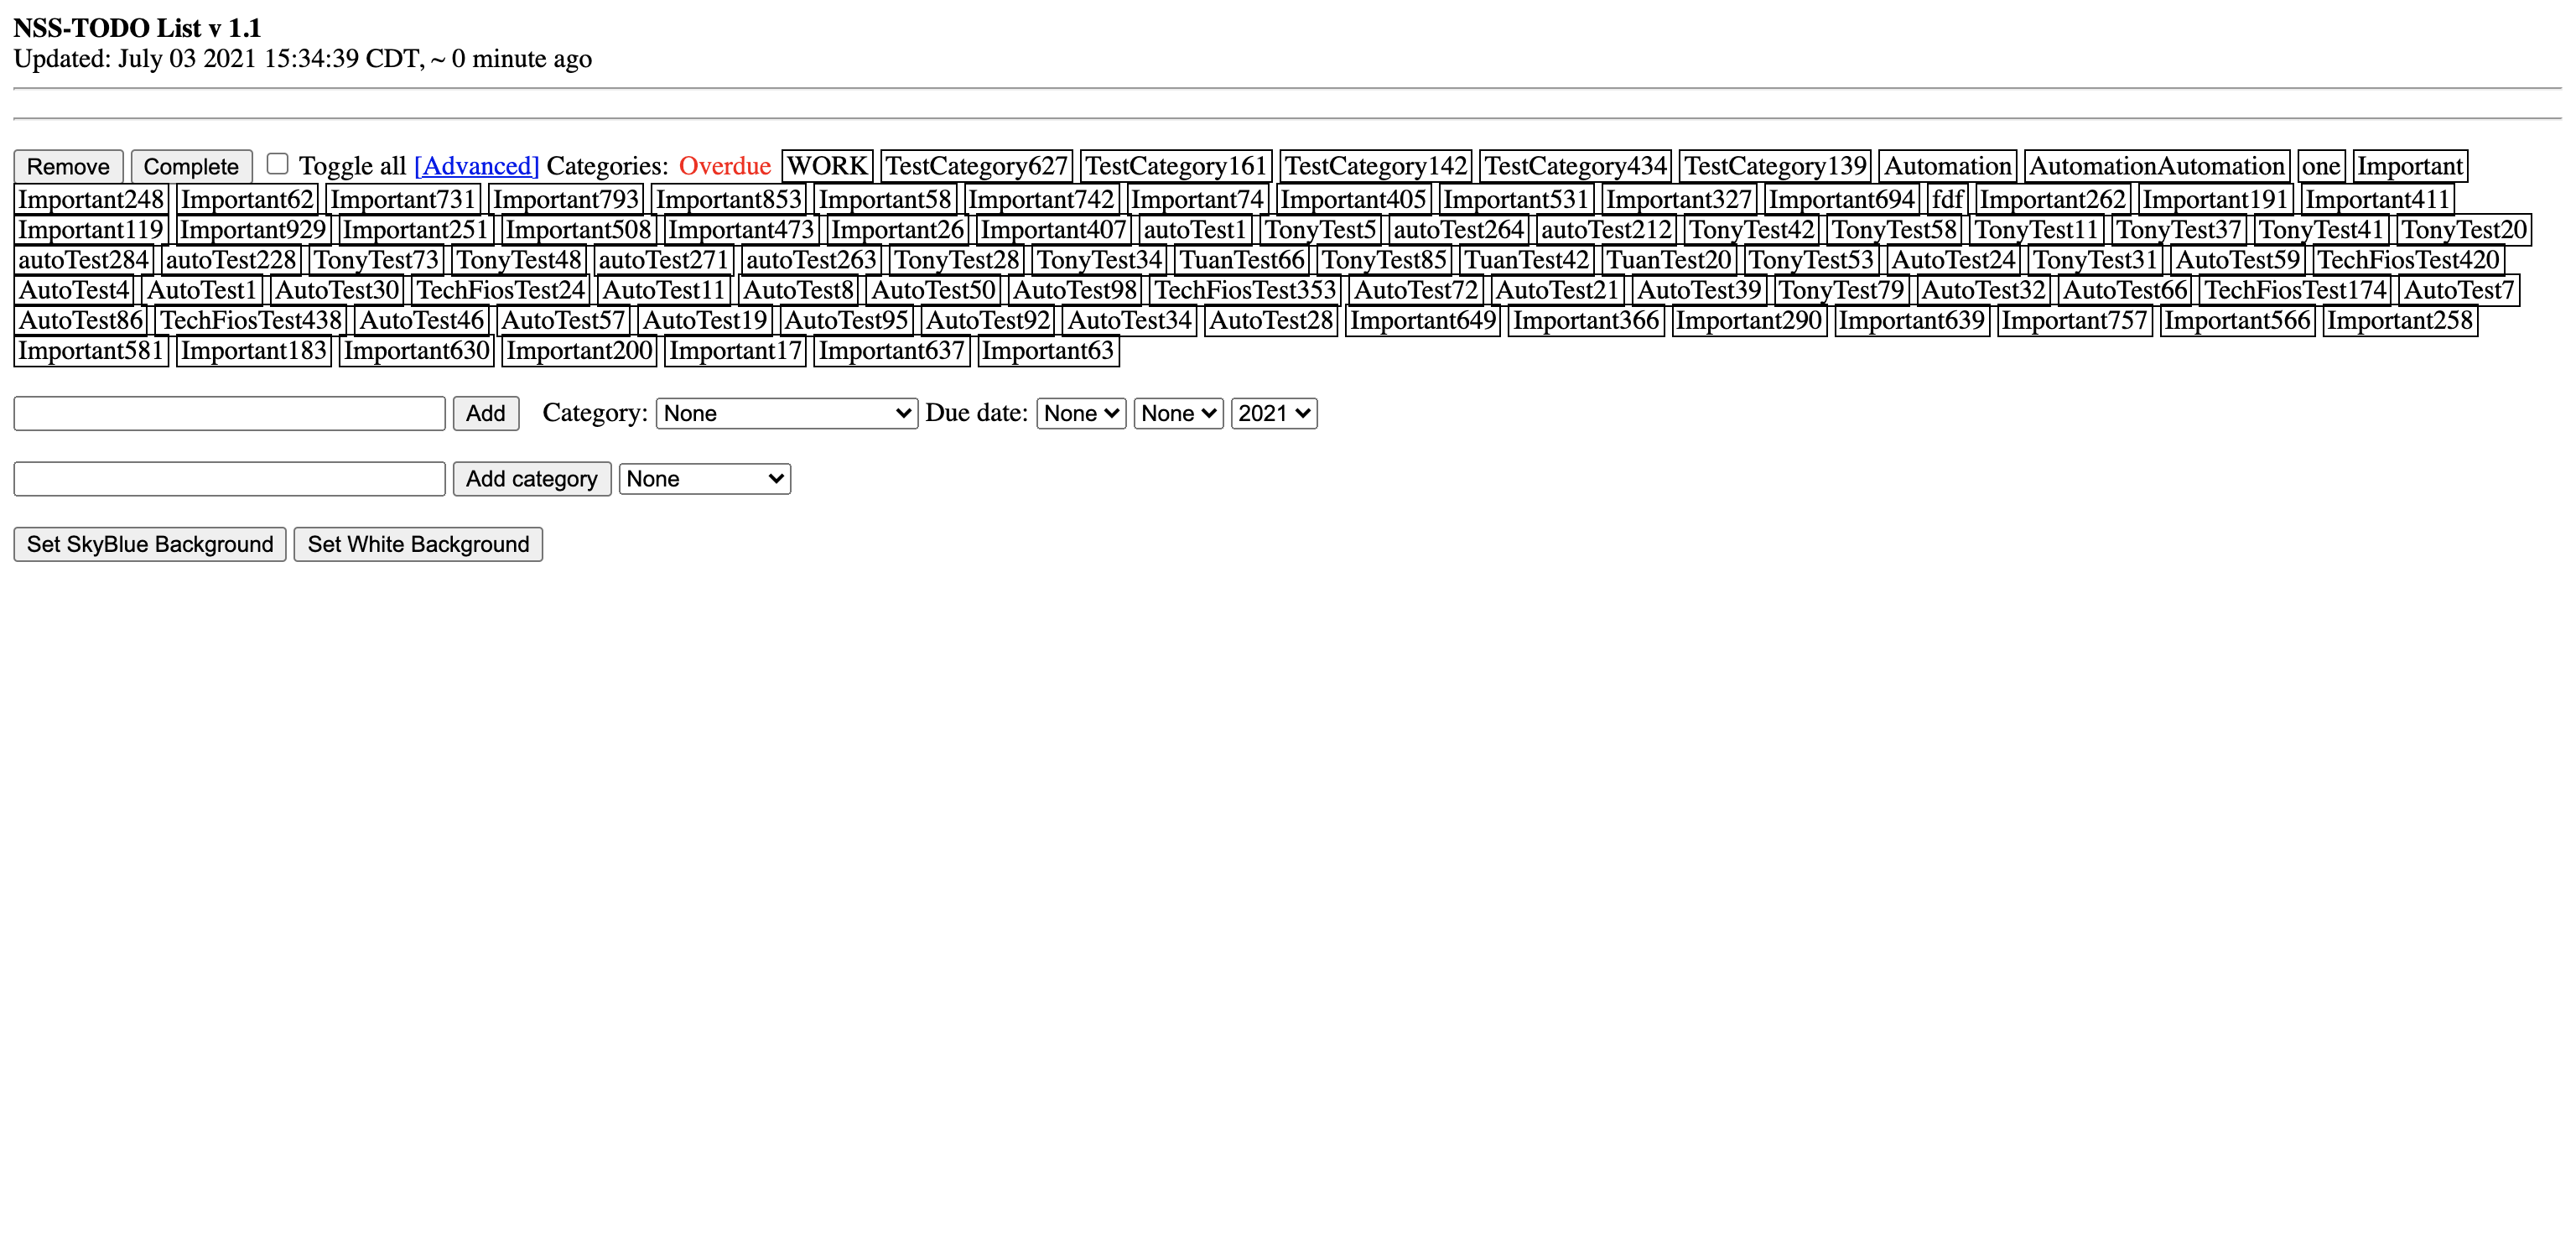 NSS-TODO List v 1.1
Updated: July 03 2021 15:34:39 CDT, ~ 0 minute ago
Remove Complete Toggle all [Advanced] Categories: Overdue WORK TestCategory627 TestCategory161 TestCategory142 TestCategory434 TestCategory139 Automation AutomationAutomation one Important
Important248 Important62 Important731 Important793 Important853 Important58 Important742 Important74 Important405 Important531 Important327 Important694 fdf Important262 Important191 Important411
Important119 Important929 Important251 Important508 Important473 Important26 Important407 autoTest1 TonyTest5 autoTest264 autoTest212 TonyTest42 TonyTest58 TonyTest11 TonyTest37 TonyTest41 TonyTest20
autoTest284 autoTest228 TonyTest73 TonyTest48 autoTest271 autoTest263 TonyTest28 TonyTest34 TuanTest66 TonyTest85 TuanTest42 TuanTest20 TonyTest53 AutoTest24 TonyTest31 AutoTest59 TechFiosTest420
AutoTest4 AutoTest1 AutoTest30 TechFiosTest24 AutoTest11 AutoTest8 AutoTest50 AutoTest98 TechFiosTest353 AutoTest72 AutoTest21 AutoTest39 TonyTest79 AutoTest32 AutoTest66 TechFiosTest174 AutoTest7
AutoTest86 TechFiosTest438 AutoTest46 AutoTest57 AutoTest19 AutoTest95 AutoTest92 AutoTest34 AutoTest28 Important649 Important366 Important290 Important639 Important757 Important566 Important258
Important581 Important183 Important630 Important200 Important17 Important637 Important63
Add Category: None Due date: None None 2021
Add category None
Set SkyBlue Background Set White Background